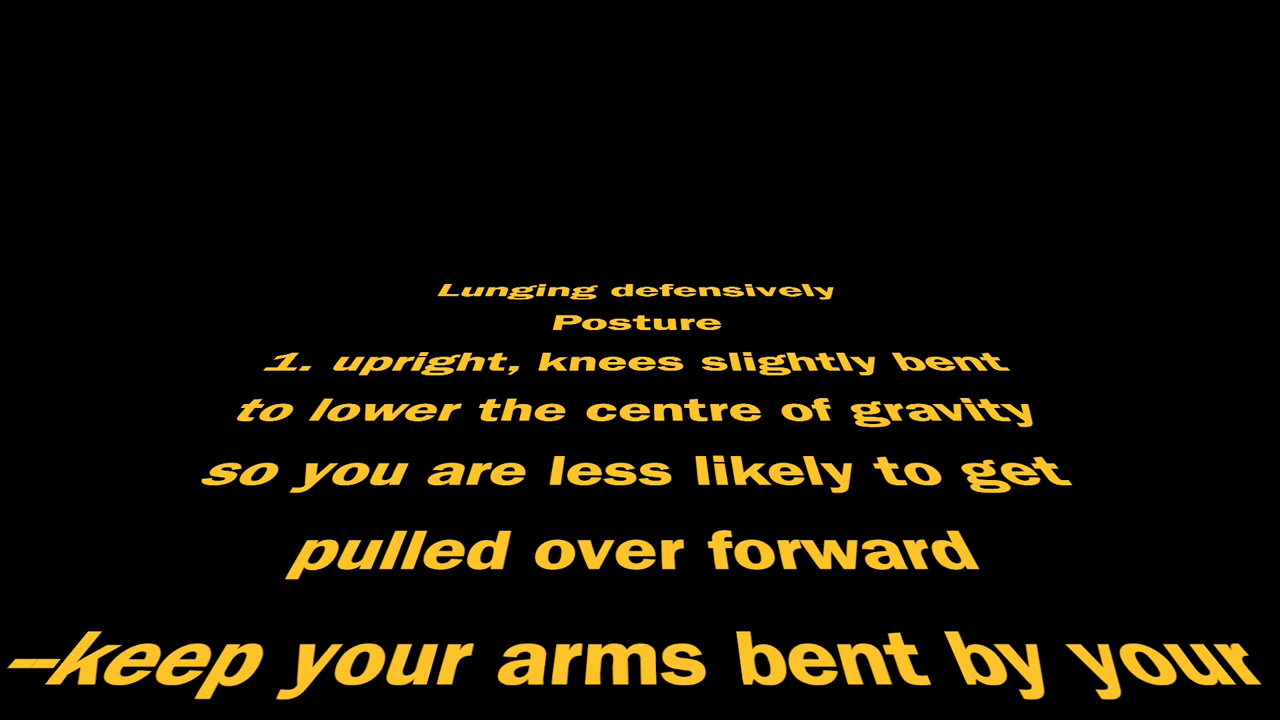 Lunging defensively
Posture
1. upright, knees slightly bent
to lower the centre of gravity
so you are less likely to get
pulled over forward
–keep your arms bent by your